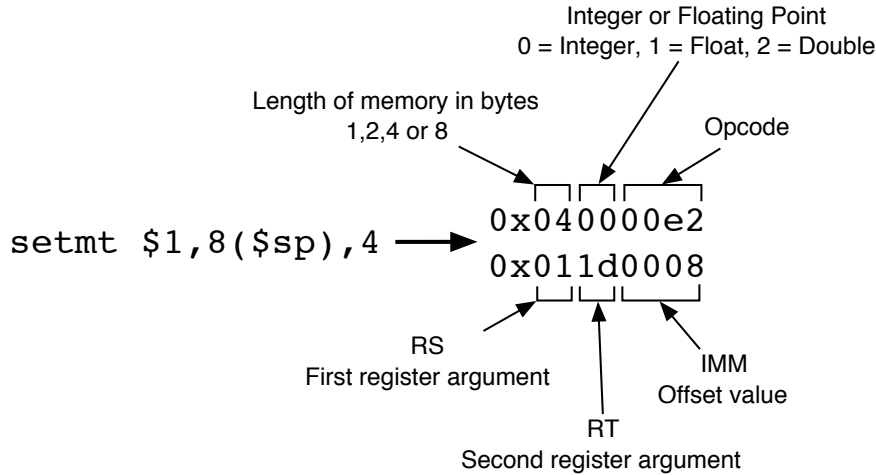 Integer or Floating Point
0 = Integer, 1 = Float, 2 = Double
Length of memory in bytes
1,2,4 or 8
Opcode
0x040000e2
setmt $1,8($sp),4
0x011d0008
RS
First register argument
IMM
Offset value
RT
Second register argument